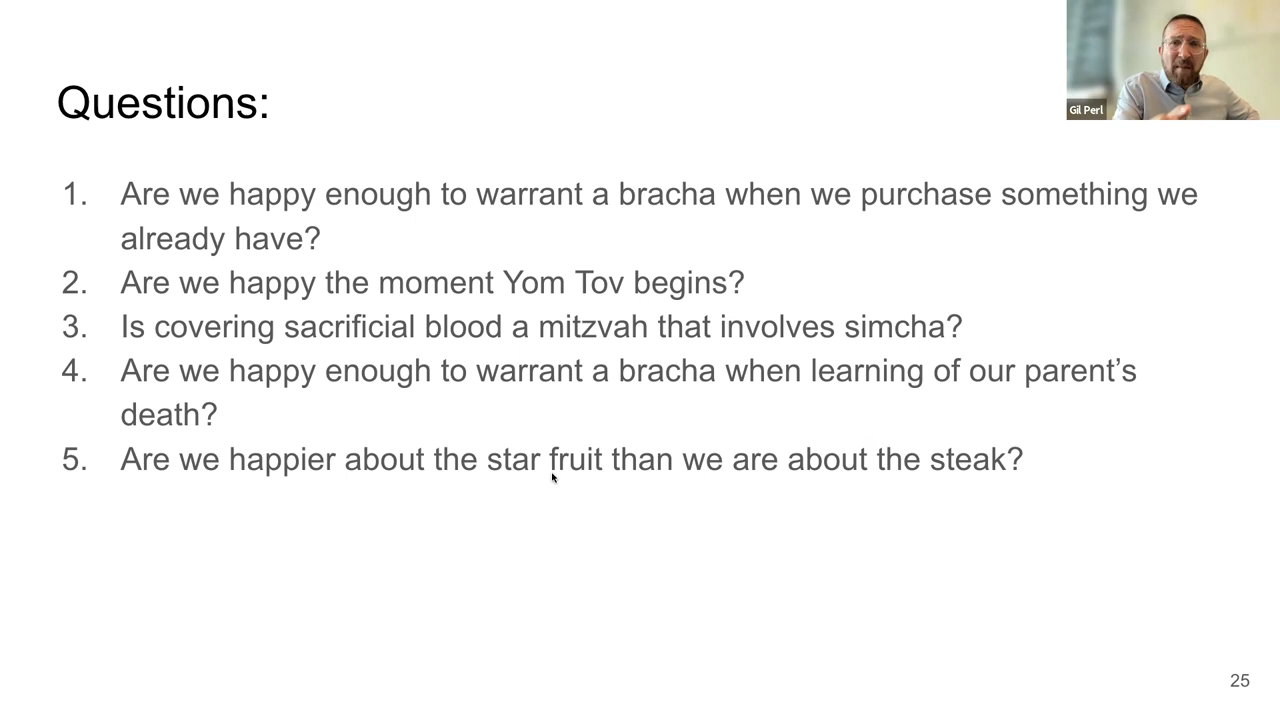 Gil Perl
Questions:
1. Are we happy enough to warrant a bracha when we purchase something we
already have?
2. Are we happy the moment Yom Tov begins?
3. Is covering sacrificial blood a mitzvah that involves simcha?
4. Are we happy enough to warrant a bracha when learning of our parent’s
death?
5. Are we happier about the star fruit than we are about the steak?
25